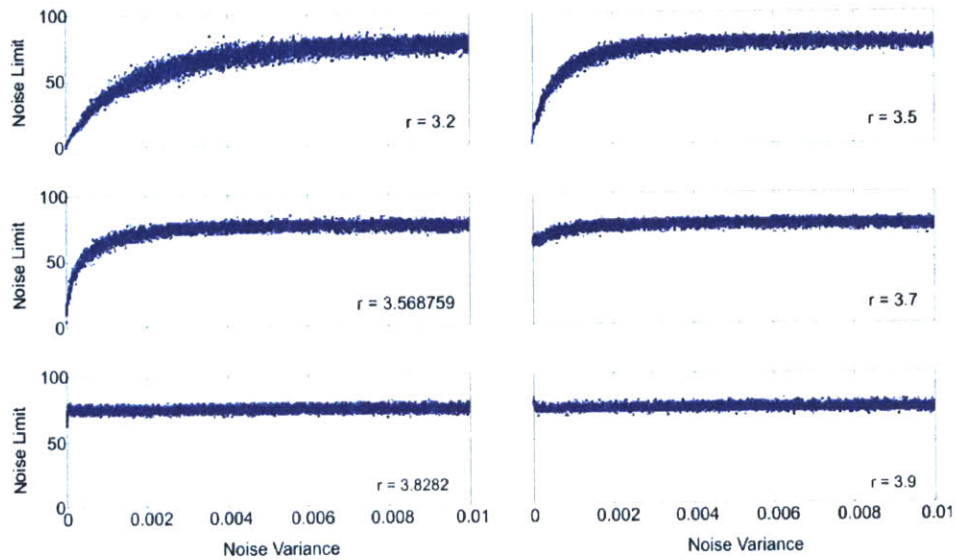 100
50
0
Noise Limit
r = 3.2
r = 3.5
100
50
0
Noise Limit
r = 3.568759
r = 3.7
100
50
0
Noise Limit
r = 3.8282
r = 3.9
0 0.002 0.004 0.006 0.008 0.01
0 0.002 0.004 0.006 0.008 0.01
Noise Variance
Noise Variance